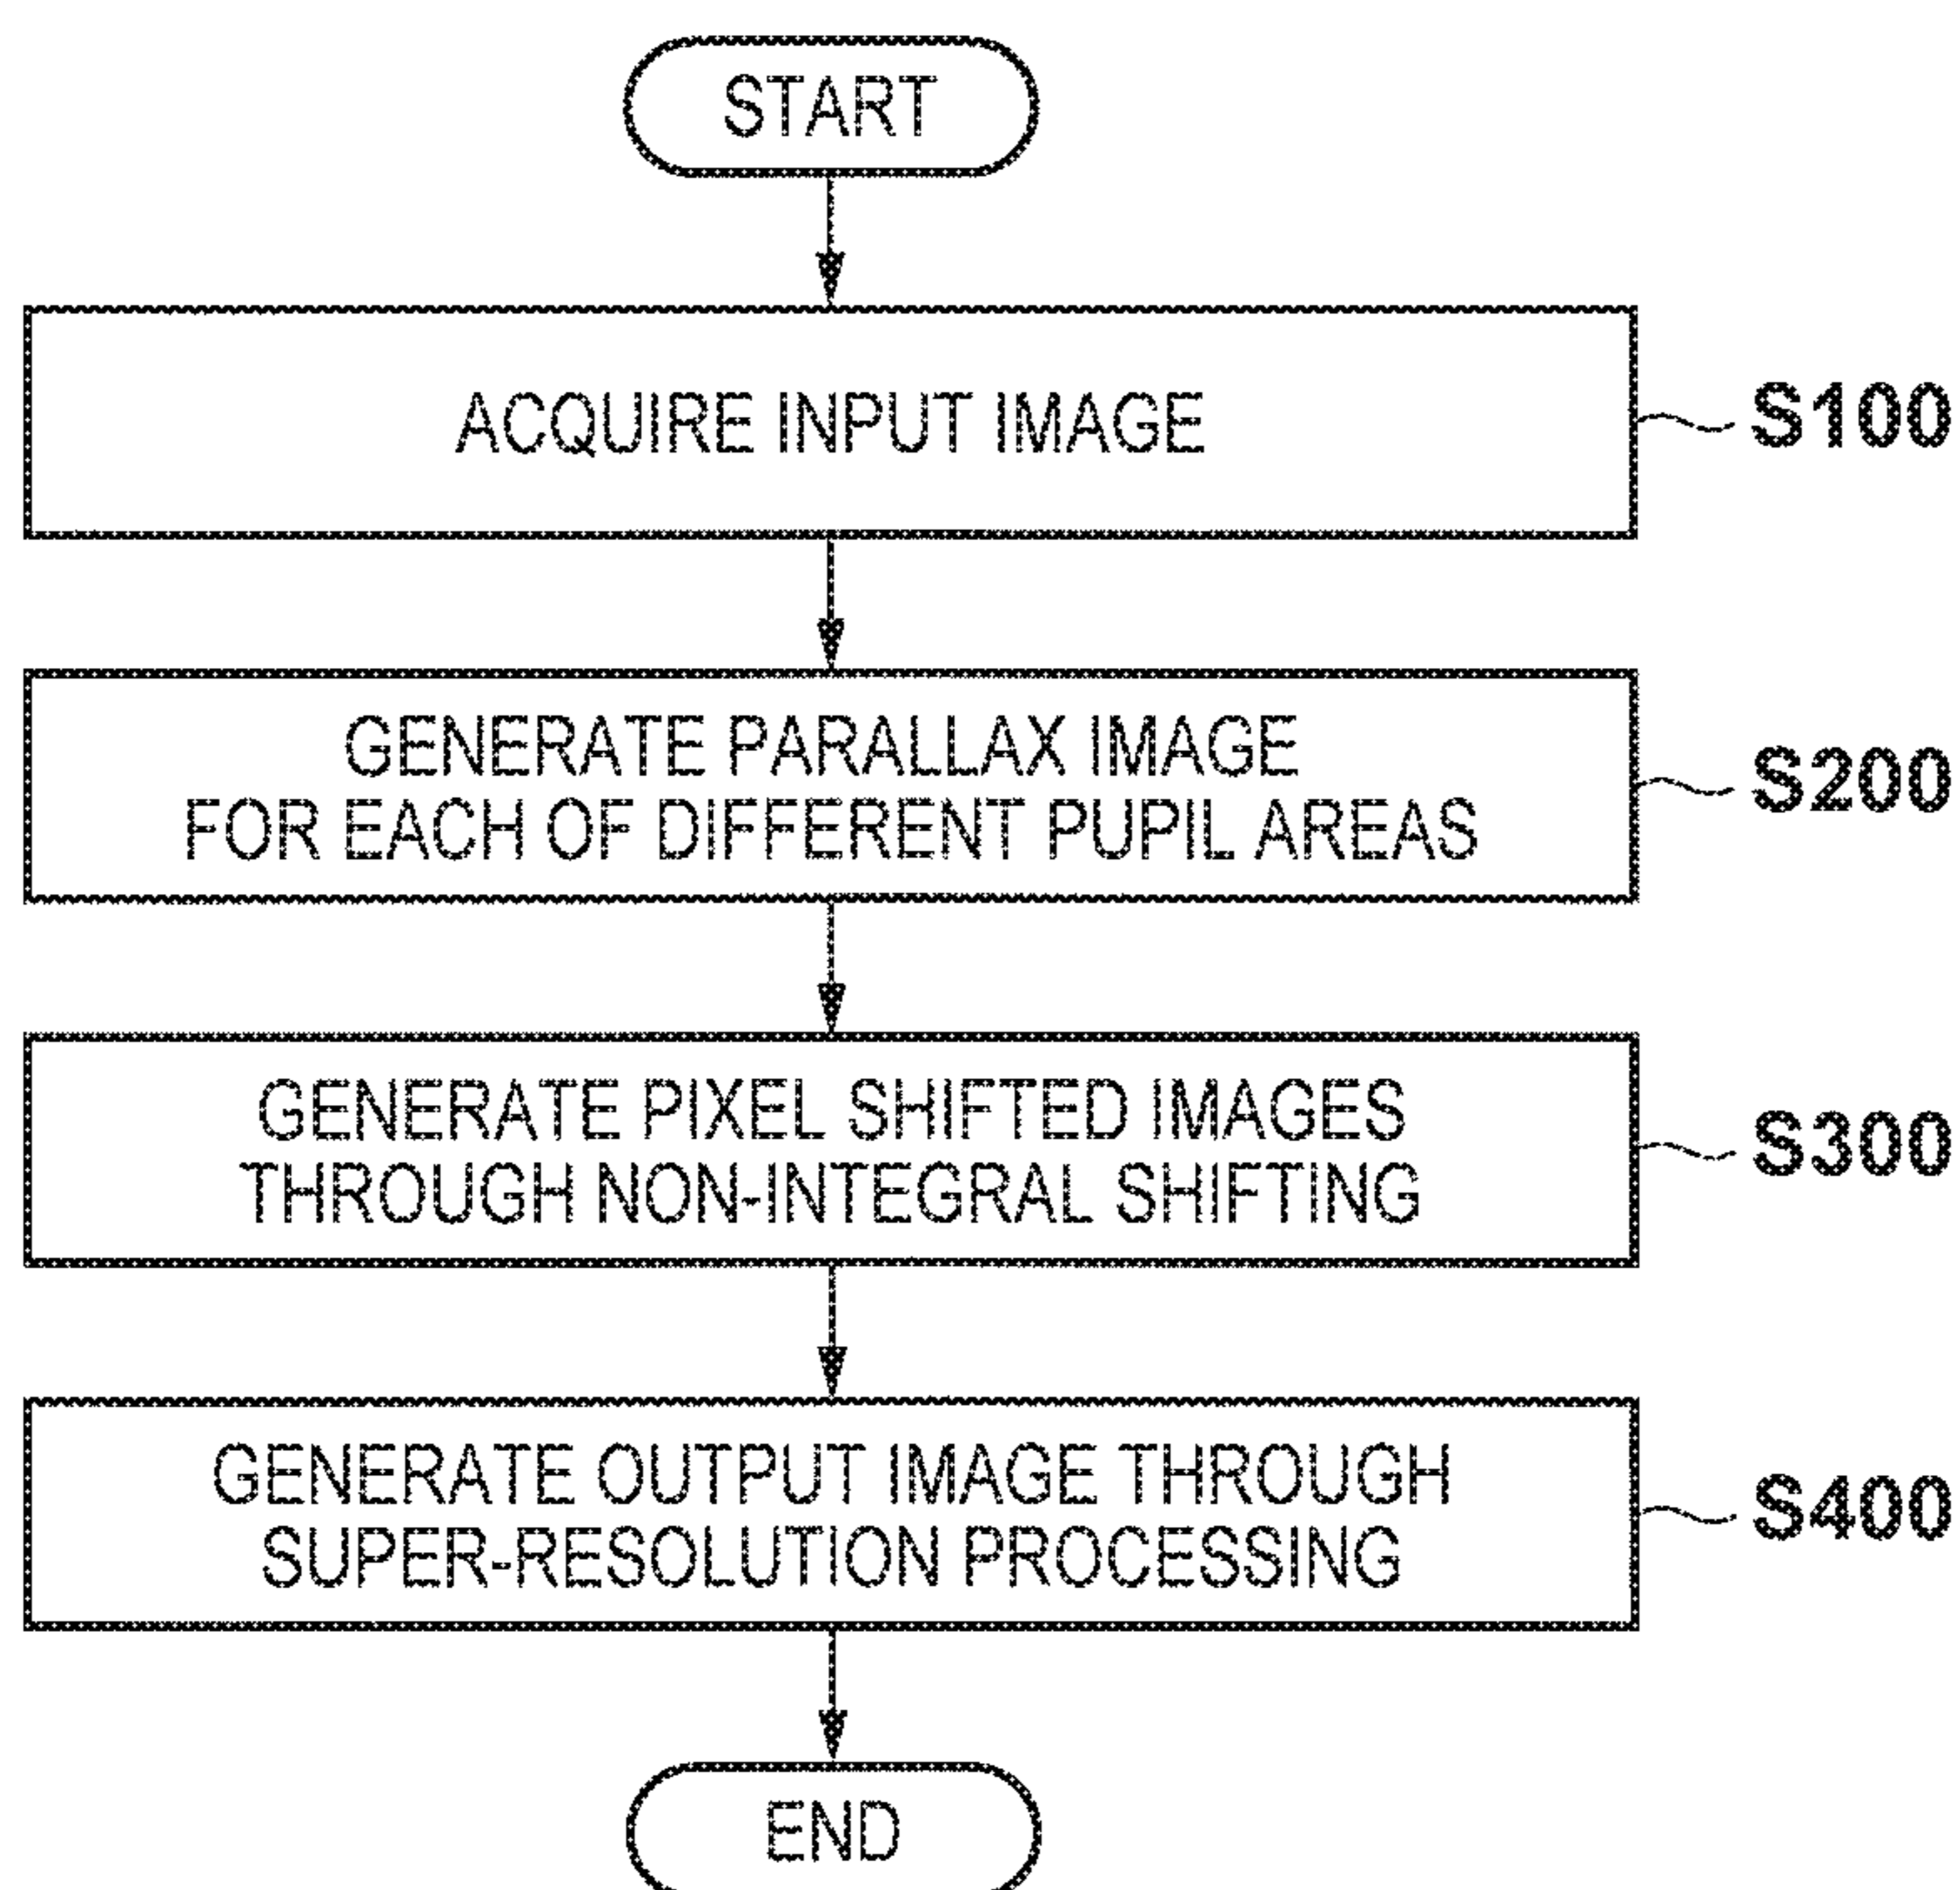 START
ACQUIRE INPUT IMAGE
S100
GENERATE PARALLAX IMAGE
FOR EACH OF DIFFERENT PUPIL AREAS
S200
GENERATE PIXEL SHIFTED IMAGES
THROUGH NON-INTEGRAL SHIFTING
S300
GENERATE OUTPUT IMAGE THROUGH
SUPER-RESOLUTION PROCESSING
S400
END